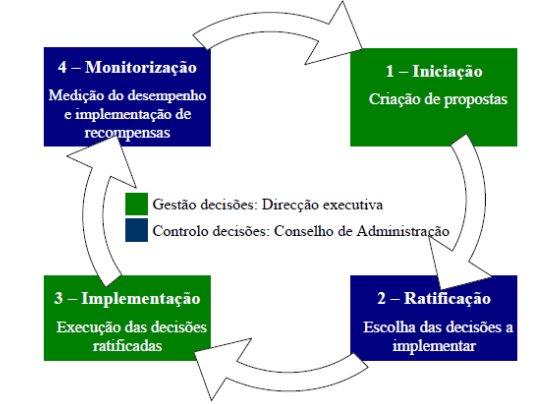 4 – Monitorização
Medição do desempenho
e implementação de
recompensas
1 – Iniciação
Criação de propostas
Gestão decisões: Direcção executiva
Controlo decisões: Conselho de Administração
3 – Implementação
Execução das decisões
ratificadas
2 – Ratificação
Escolha das decisões a
implementar